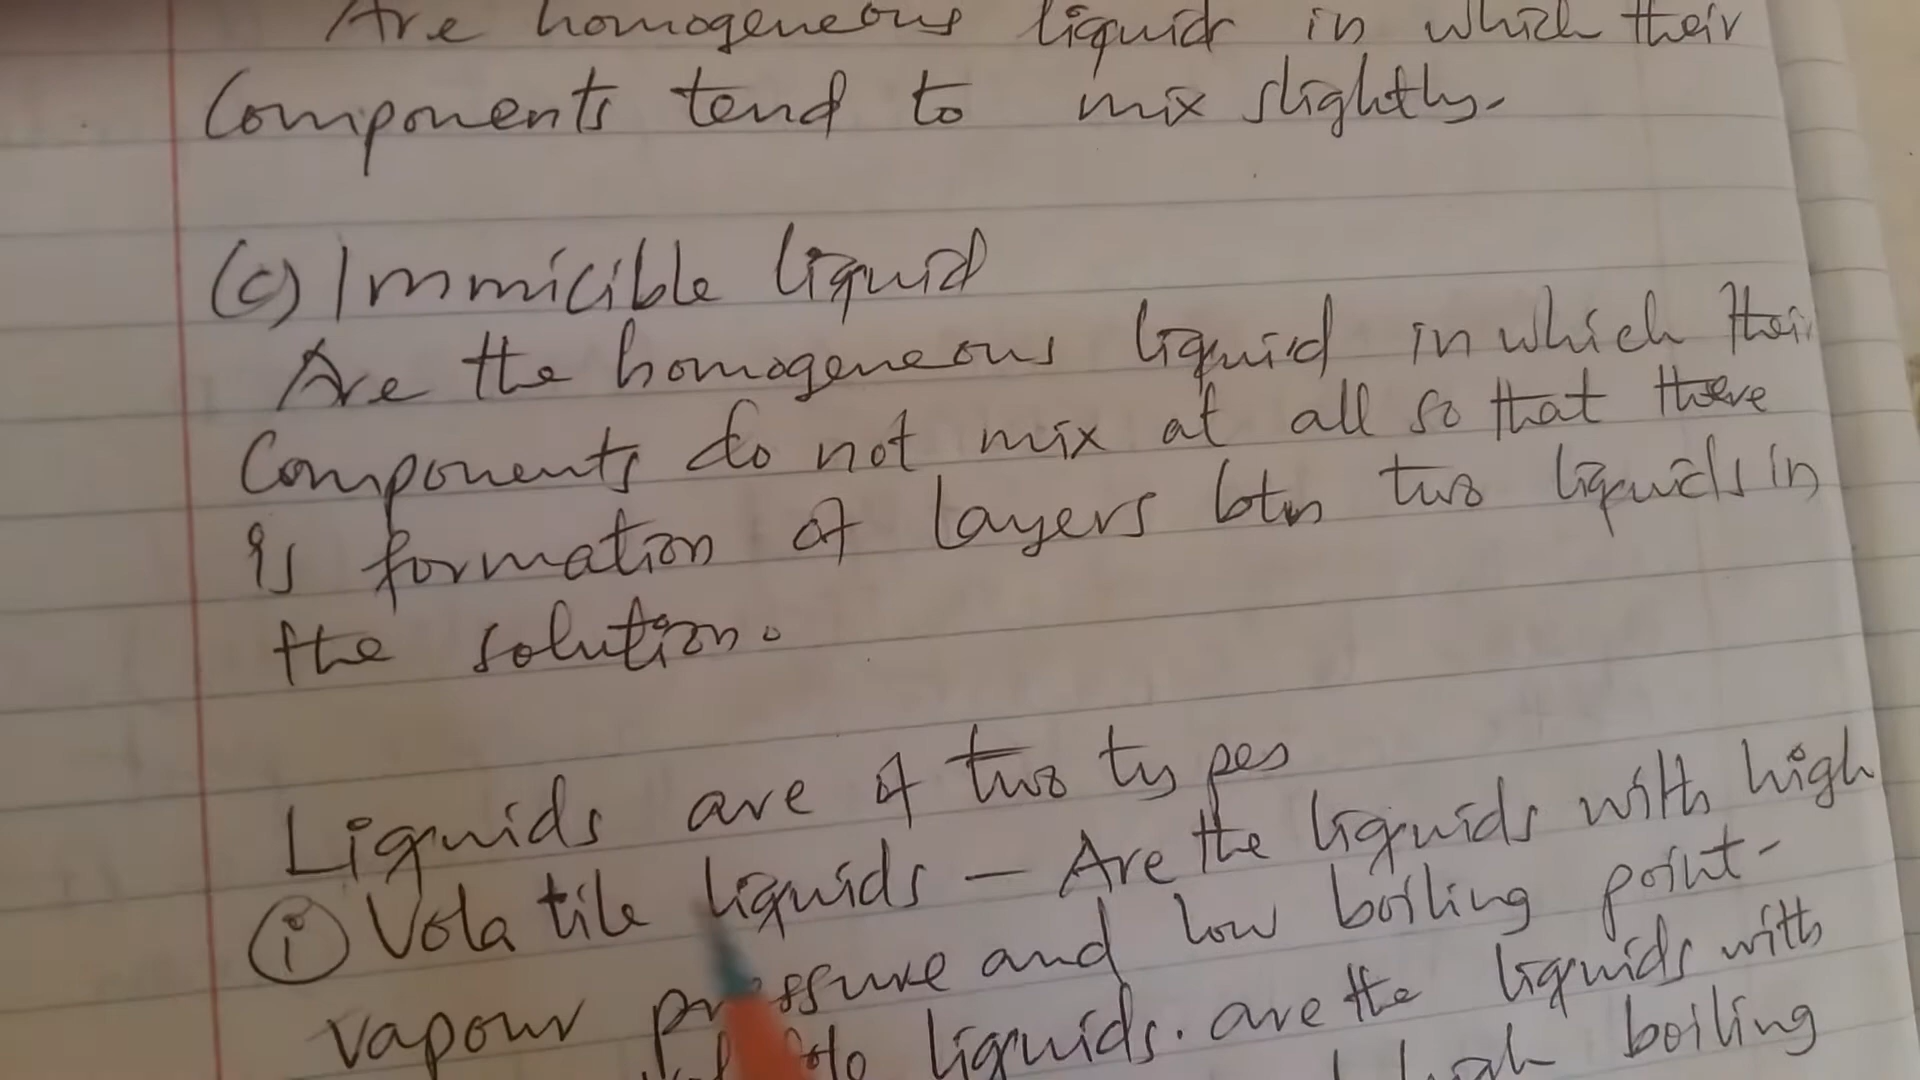 Are homogeneous liquid in which their
Components tend to mix slightly.
(c) Immicible liquid
Are the homogeneous liquid in which their
Components do not mix at all so that there
is formation of layers btn two liquids in
the solution.
Liquids are of two types
(i) Volatile liquids - Are the liquids with high
vapour pressure and low boiling point.
liquids. are the liquids with
high boiling